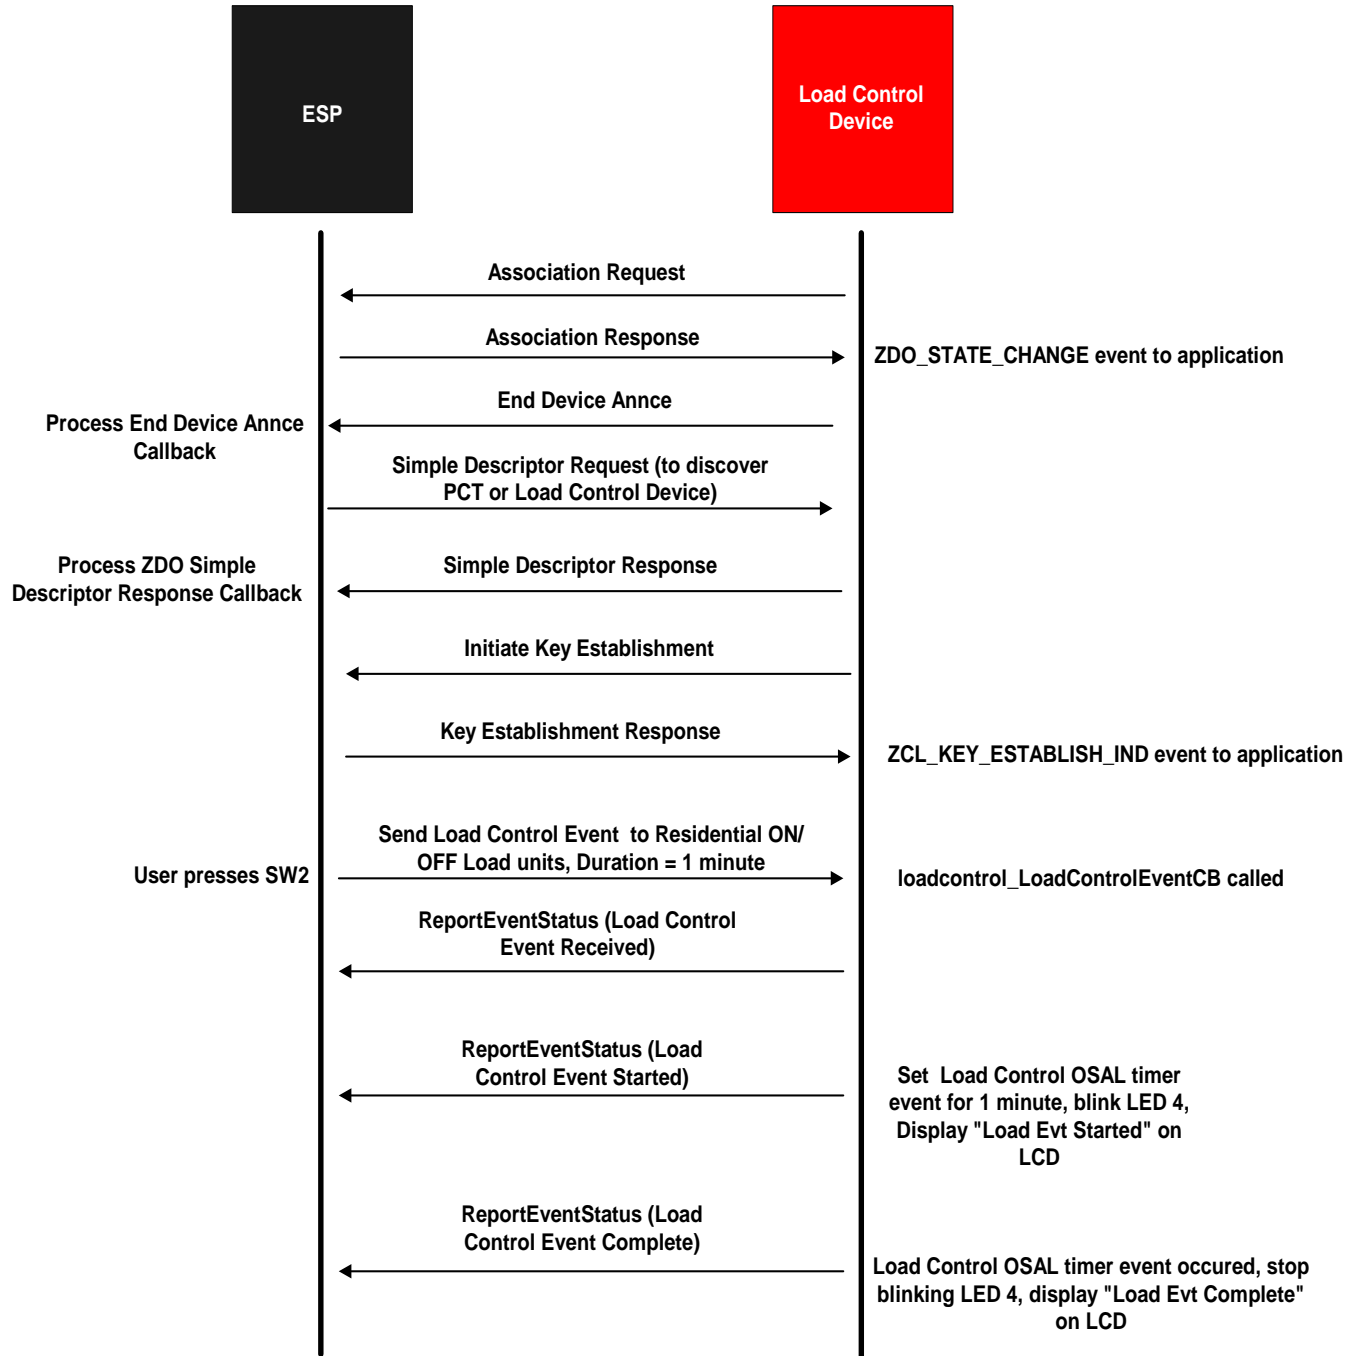 ESP
Load Control
Device
Association Request
Association Response
ZDO_STATE_CHANGE event to application
End Device Annce
Process End Device Annce
Callback
Simple Descriptor Request (to discover
PCT or Load Control Device)
Process ZDO Simple
Descriptor Response Callback
Simple Descriptor Response
Initiate Key Establishment
Key Establishment Response
ZCL_KEY_ESTABLISH_IND event to application
Send Load Control Event to Residential ON/
OFF Load units, Duration = 1 minute
User presses SW2
loadcontrol_LoadControlEventCB called
ReportEventStatus (Load Control
Event Received)
ReportEventStatus (Load
Control Event Started)
Set Load Control OSAL timer
event for 1 minute, blink LED 4,
Display "Load Evt Started" on
LCD
ReportEventStatus (Load
Control Event Complete)
Load Control OSAL timer event occured, stop
blinking LED 4, display "Load Evt Complete"
on LCD